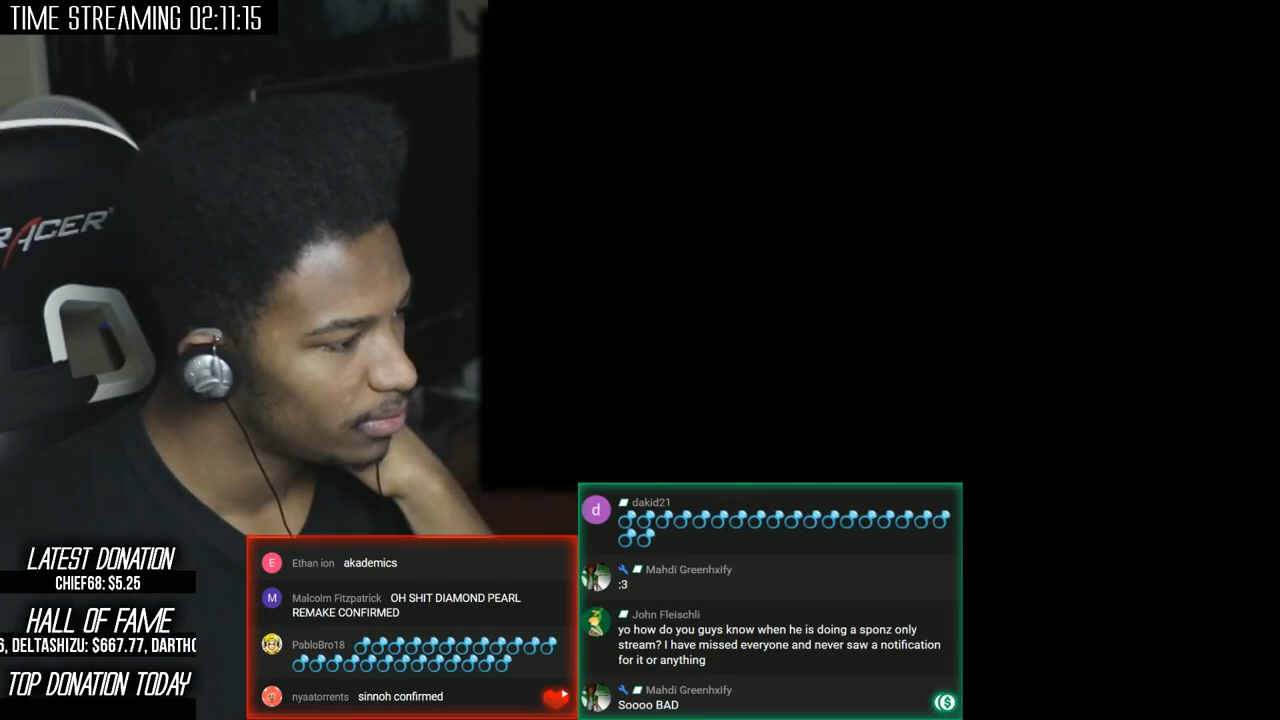 TIME STREAMING 02:11:15
RACER
LATEST DONATION
CHIEF68: $5.25
HALL OF FAME
6, DELTASHIZU: $667.77, DARTH
TOP DONATION TODAY
E Ethan ion akademics
M Malcolm Fitzpatrick OH SHIT DIAMOND PEARL
REMAKE CONFIRMED
PabloBro18
nyaatorrents sinnoh confirmed
d dakid21
Mahdi Greenhxify
:3
John Fleischli
yo how do you guys know when he is doing a sponz only
stream? I have missed everyone and never saw a notification
for it or anything
Mahdi Greenhxify
Soooo BAD